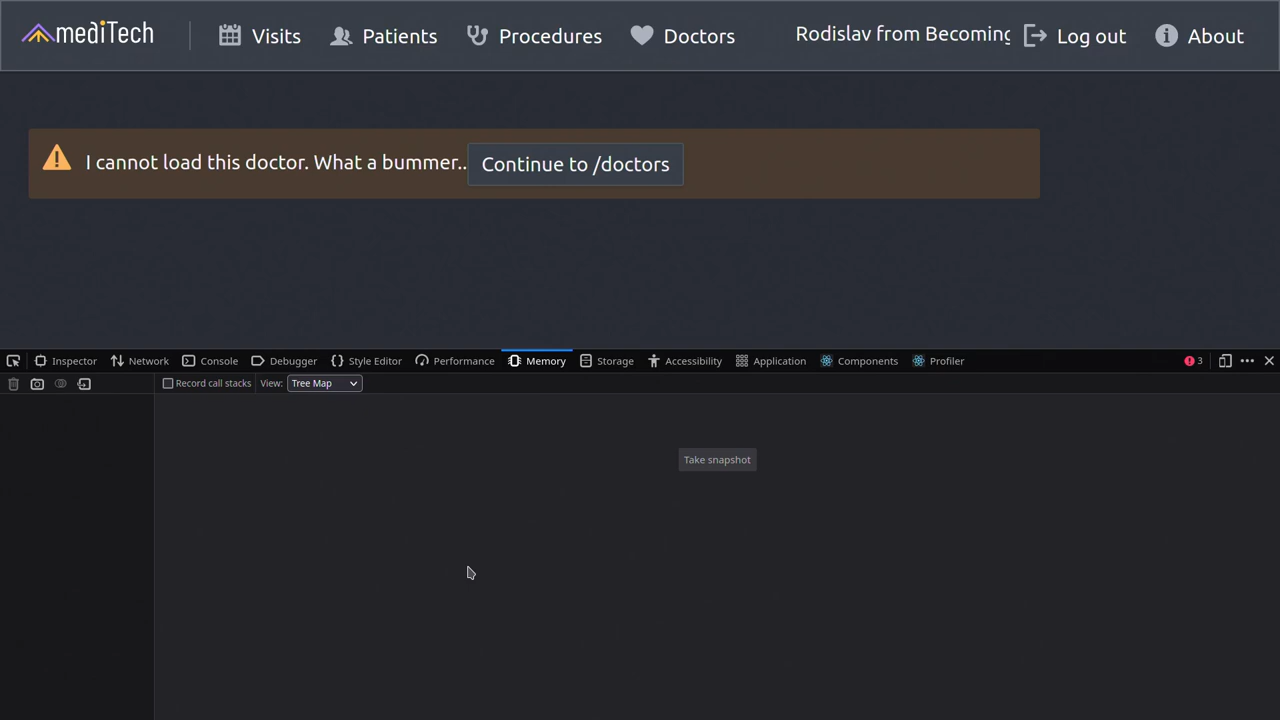 mediTech Visits Patients Procedures Doctors Rodislav from Becoming Log out About
I cannot load this doctor. What a bummer.. Continue to /doctors
Inspector Network Console Debugger Style Editor Performance Memory Storage Accessibility Application Components Profiler 3
Record call stacks View: Tree Map
Take snapshot